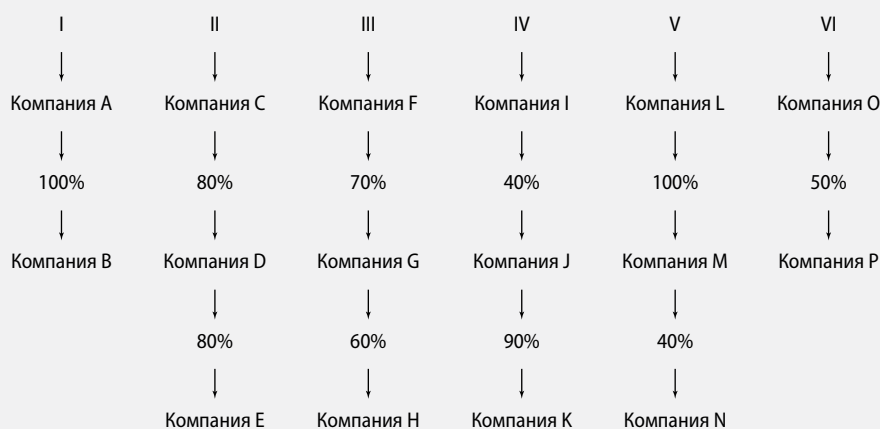 I II III IV V VI
Компания A Компания C Компания F Компания I Компания L Компания O
100% 80% 70% 40% 100% 50%
Компания B Компания D Компания G Компания J Компания M Компания P
80% 60% 90% 40%
Компания E Компания H Компания K Компания N